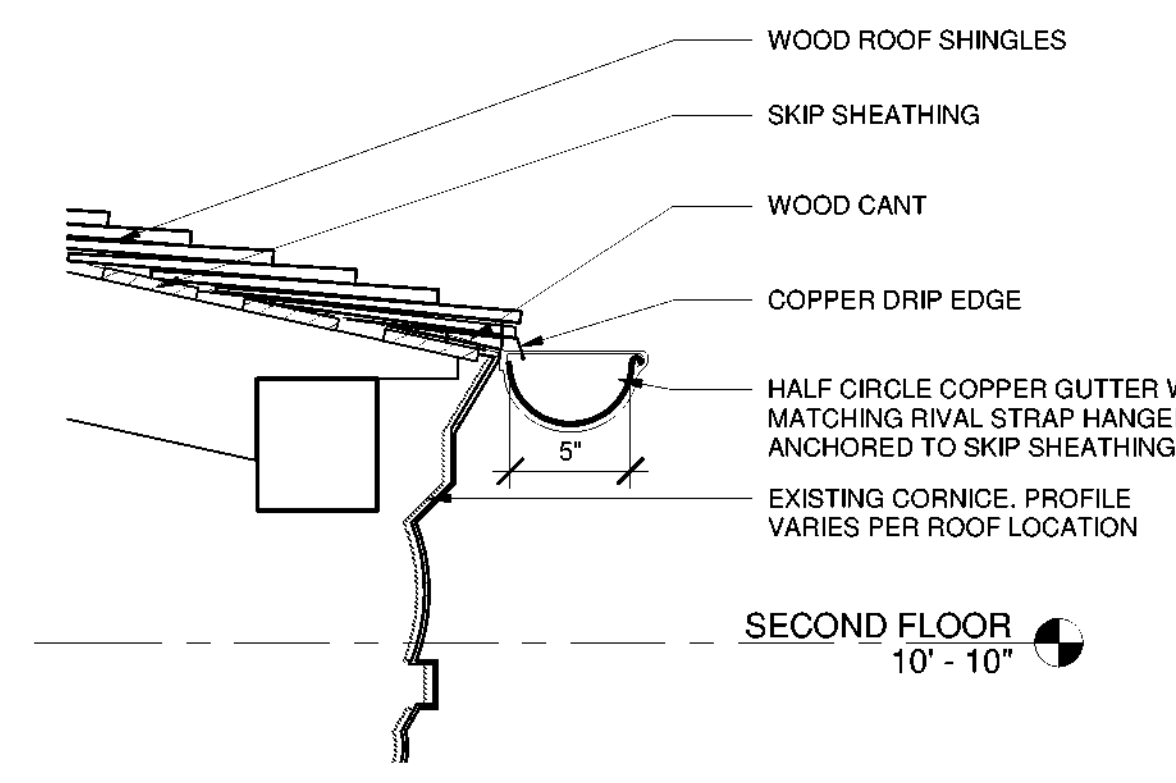 WOOD ROOF SHINGLES
SKIP SHEATHING
WOOD CANT
COPPER DRIP EDGE
HALF CIRCLE COPPER GUTTER
MATCHING RIVAL STRAP
ANCHORED TO SKIP SHEATHING
5"
EXISTING CORNICE. PROFILE
VARIES PER ROOF LOCATION
SECOND FLOOR
10' - 10"